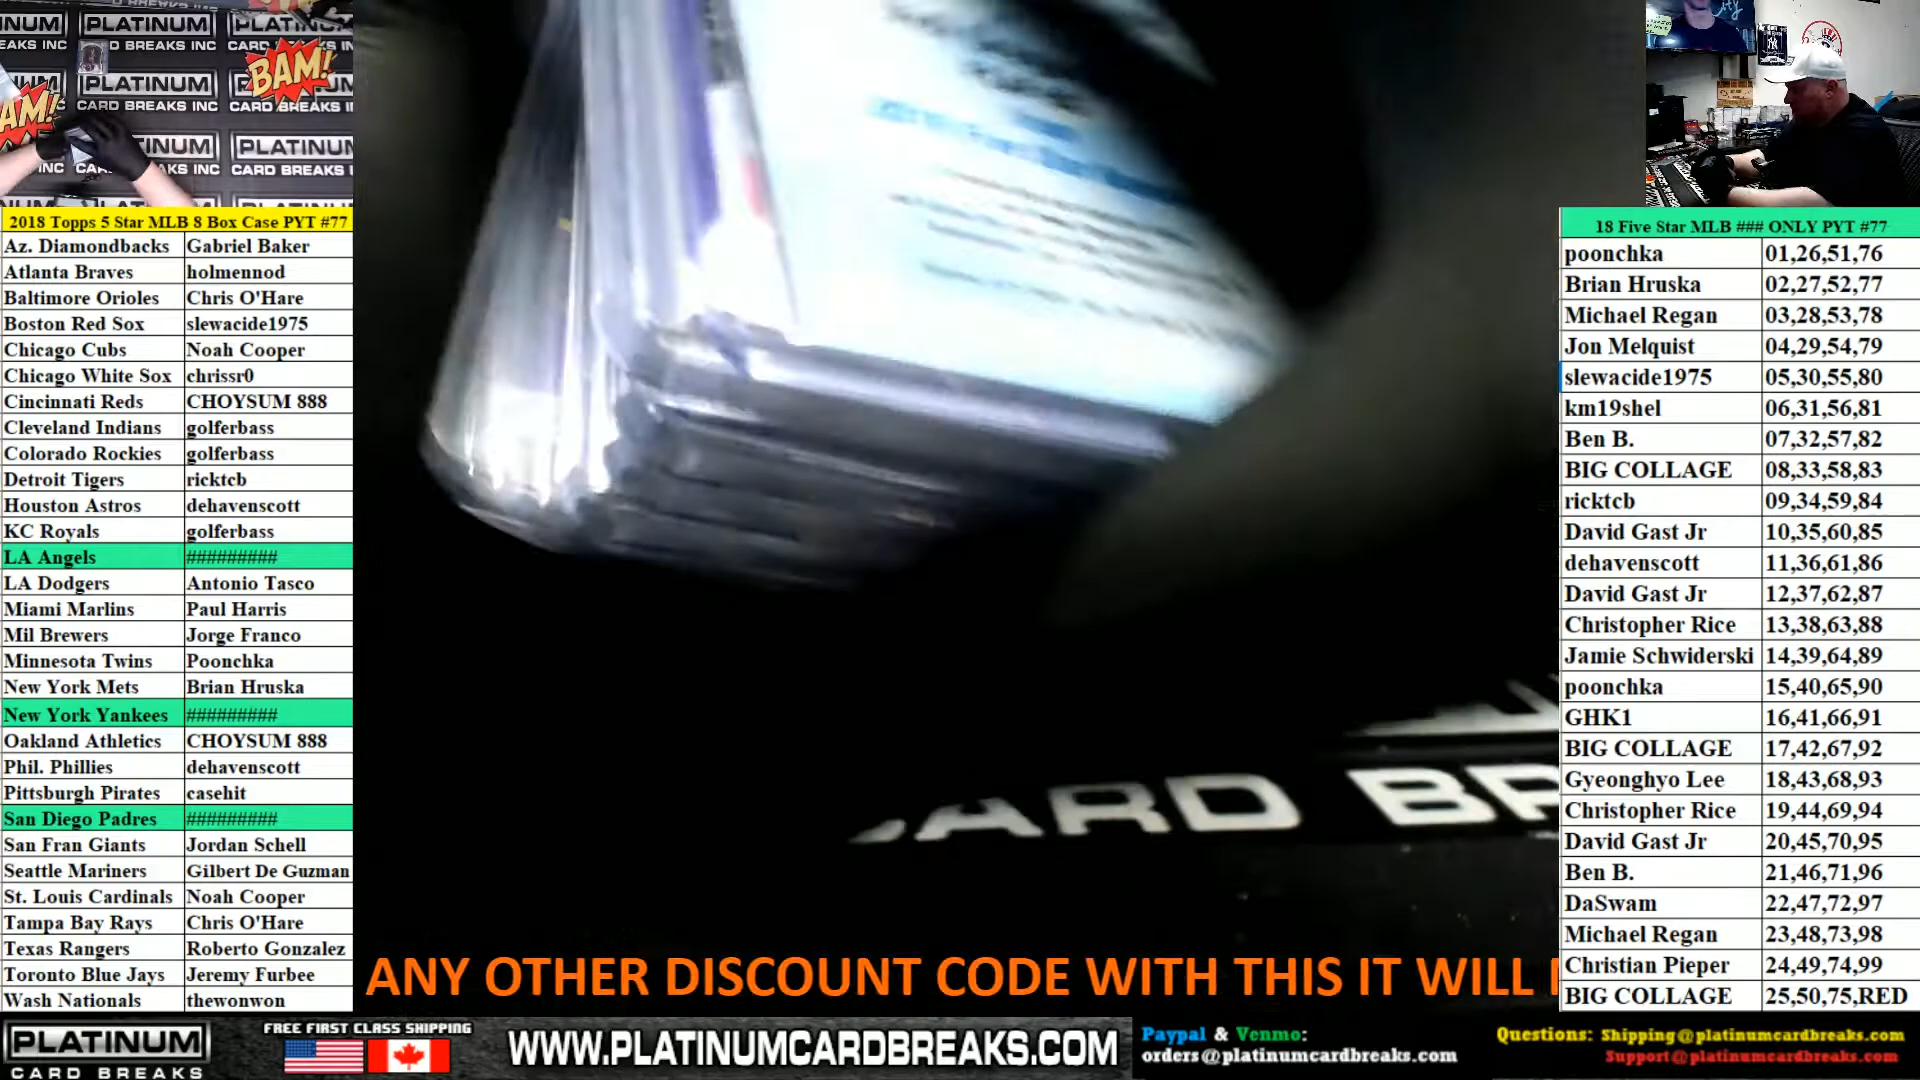 PLATINUM
CARD BREAKS INC
BAM!
2018 Topps 5 Star MLB 8 Box Case PYT #77
Az. Diamondbacks Gabriel Baker
Atlanta Braves holmennod
Baltimore Orioles Chris O'Hare
Boston Red Sox slewacide1975
Chicago Cubs Noah Cooper
Chicago White Sox chrissr0
Cincinnati Reds CHOYSUM 888
Cleveland Indians golferbass
Colorado Rockies golferbass
Detroit Tigers ricktcb
Houston Astros dehavenscott
KC Royals golferbass
LA Angels #########
LA Dodgers Antonio Tasco
Miami Marlins Paul Harris
Mil Brewers Jorge Franco
Minnesota Twins Poonchka
New York Mets Brian Hruska
New York Yankees #########
Oakland Athletics CHOYSUM 888
Phil. Phillies dehavenscott
Pittsburgh Pirates casehit
San Diego Padres #########
San Fran Giants Jordan Schell
Seattle Mariners Gilbert De Guzman
St. Louis Cardinals Noah Cooper
Tampa Bay Rays Chris O'Hare
Texas Rangers Roberto Gonzalez
Toronto Blue Jays Jeremy Furbee
Wash Nationals thewonwon
18 Five Star MLB ### ONLY PYT #77
poonchka 01,26,51,76
Brian Hruska 02,27,52,77
Michael Regan 03,28,53,78
Jon Melquist 04,29,54,79
slewacide1975 05,30,55,80
km19shel 06,31,56,81
Ben B. 07,32,57,82
BIG COLLAGE 08,33,58,83
ricktcb 09,34,59,84
David Gast Jr 10,35,60,85
dehavenscott 11,36,61,86
David Gast Jr 12,37,62,87
Christopher Rice 13,38,63,88
Jamie Schwiderski 14,39,64,89
poonchka 15,40,65,90
GHK1 16,41,66,91
BIG COLLAGE 17,42,67,92
Gyeonghyo Lee 18,43,68,93
Christopher Rice 19,44,69,94
David Gast Jr 20,45,70,95
Ben B. 21,46,71,96
DaSwam 22,47,72,97
Michael Regan 23,48,73,98
Christian Pieper 24,49,74,99
BIG COLLAGE 25,50,75,RED
ARD BR
ANY OTHER DISCOUNT CODE WITH THIS IT WILL
PLATINUM
CARD BREAKS
FREE FIRST CLASS SHIPPING
WWW.PLATINUMCARDBREAKS.COM
Paypal & Venmo:
orders@platinumcardbreaks.com
Questions: Shipping@platinumcardbreaks.com
Support@platinumcardbreaks.com